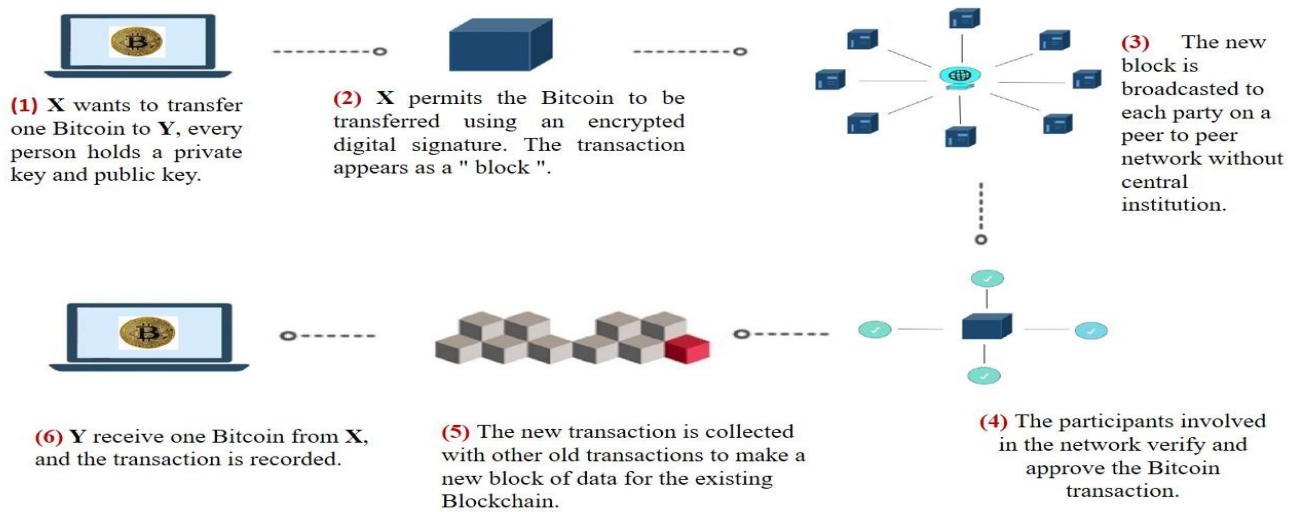 (1) X wants to transfer
one Bitcoin to Y, every
person holds a private
key and public key.
(2) X permits the Bitcoin to be
transferred using an encrypted
digital signature. The transaction
appears as a " block ".
(3) The new
block is
broadcasted to
each party on a
peer to peer
network without
central
institution.
(4) The participants involved
in the network verify and
approve the Bitcoin
transaction.
(5) The new transaction is collected
with other old transactions to make a
new block of data for the existing
Blockchain.
(6) Y receive one Bitcoin from X,
and the transaction is recorded.